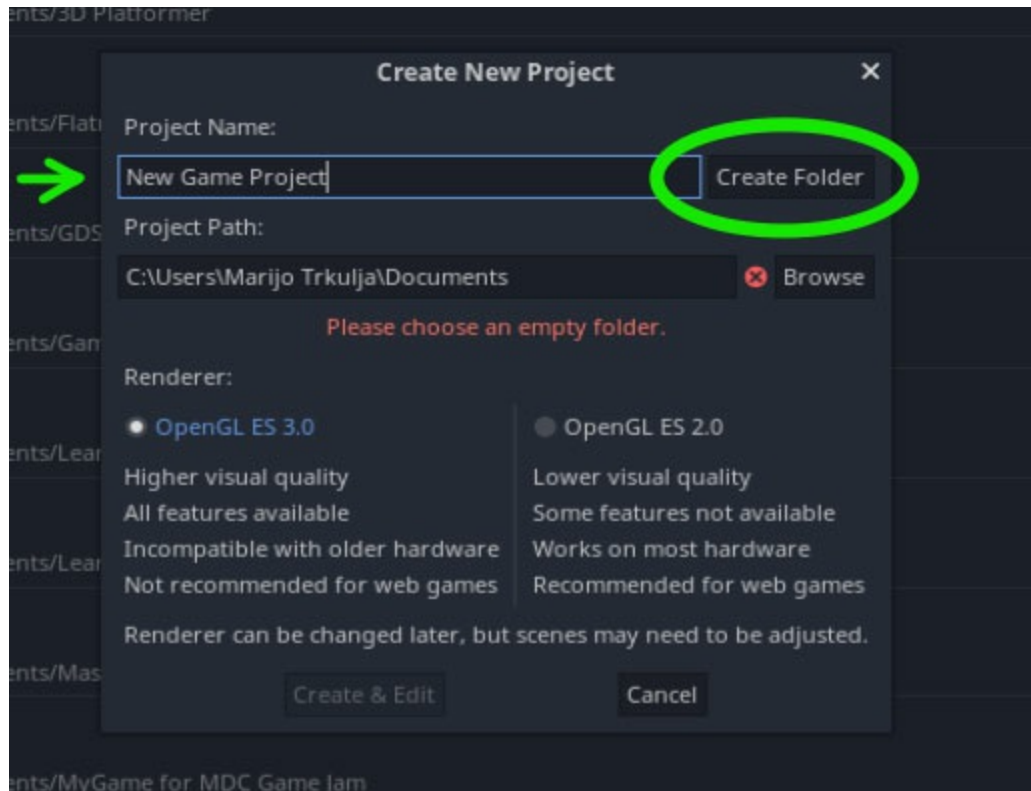 ents/3D Platformer
Create New Project
ents/Flat
Project Name:
New Game Project
Create Folder
ents/GDS
Project Path:
C:\Users\Marijo Trkulja\Documents
Browse
Please choose an empty folder.
ents/Gam
Renderer:
OpenGL ES 3.0
OpenGL ES 2.0
ents/Lear
Higher visual quality
Lower visual quality
All features available
Some features not available
Incompatible with older hardware
Works on most hardware
ents/Lear
Not recommended for web games
Recommended for web games
Renderer can be changed later, but scenes may need to be adjusted.
ents/Mas
Create & Edit
Cancel
ents/MyGame for MDC Game Jam